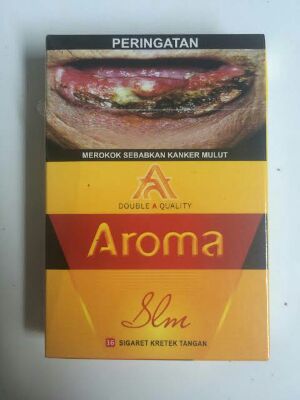 PERINGATAN
MEROKOK SEBABKAN KANKER MULUT
DOUBLE A QUALITY
Aroma
Slm
16 SIGARET KRETEK TANGAN